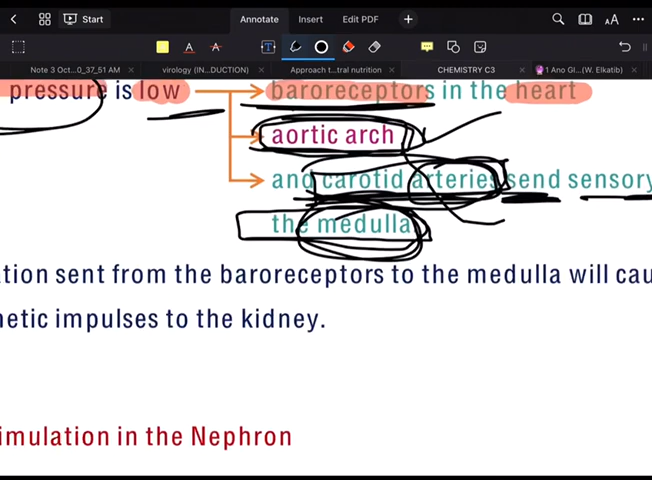 Start
Annotate Insert Edit PDF
AA
T A A
Note 3 Oct...0_37_51 AM virology (IN...DUCTION) Approach t...tral nutrition CHEMISTRY C3 1 Ano GI...(W. Elkatib)
pressure is low baroreceptors in the heart
aortic arch
and carotid arteries send sensory
the medulla
ation sent from the baroreceptors to the medulla will cau
netic impulses to the kidney.
imulation in the Nephron